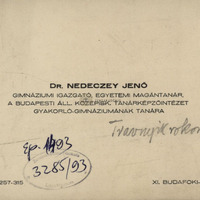 Dr. NEDECZEY JENŐ
GIMNÁZIUMI IGAZGATÓ, EGYETEMI MAGÁNTANÁR,
A BUDAPESTI ÁLL. KÖZÉPISK. TANÁRKÉPZŐINTÉZET
GYAKORLÓ-GIMNÁZIUMÁNAK TANÁRA
3285/93
257-315
XI. BUDAFOKI-